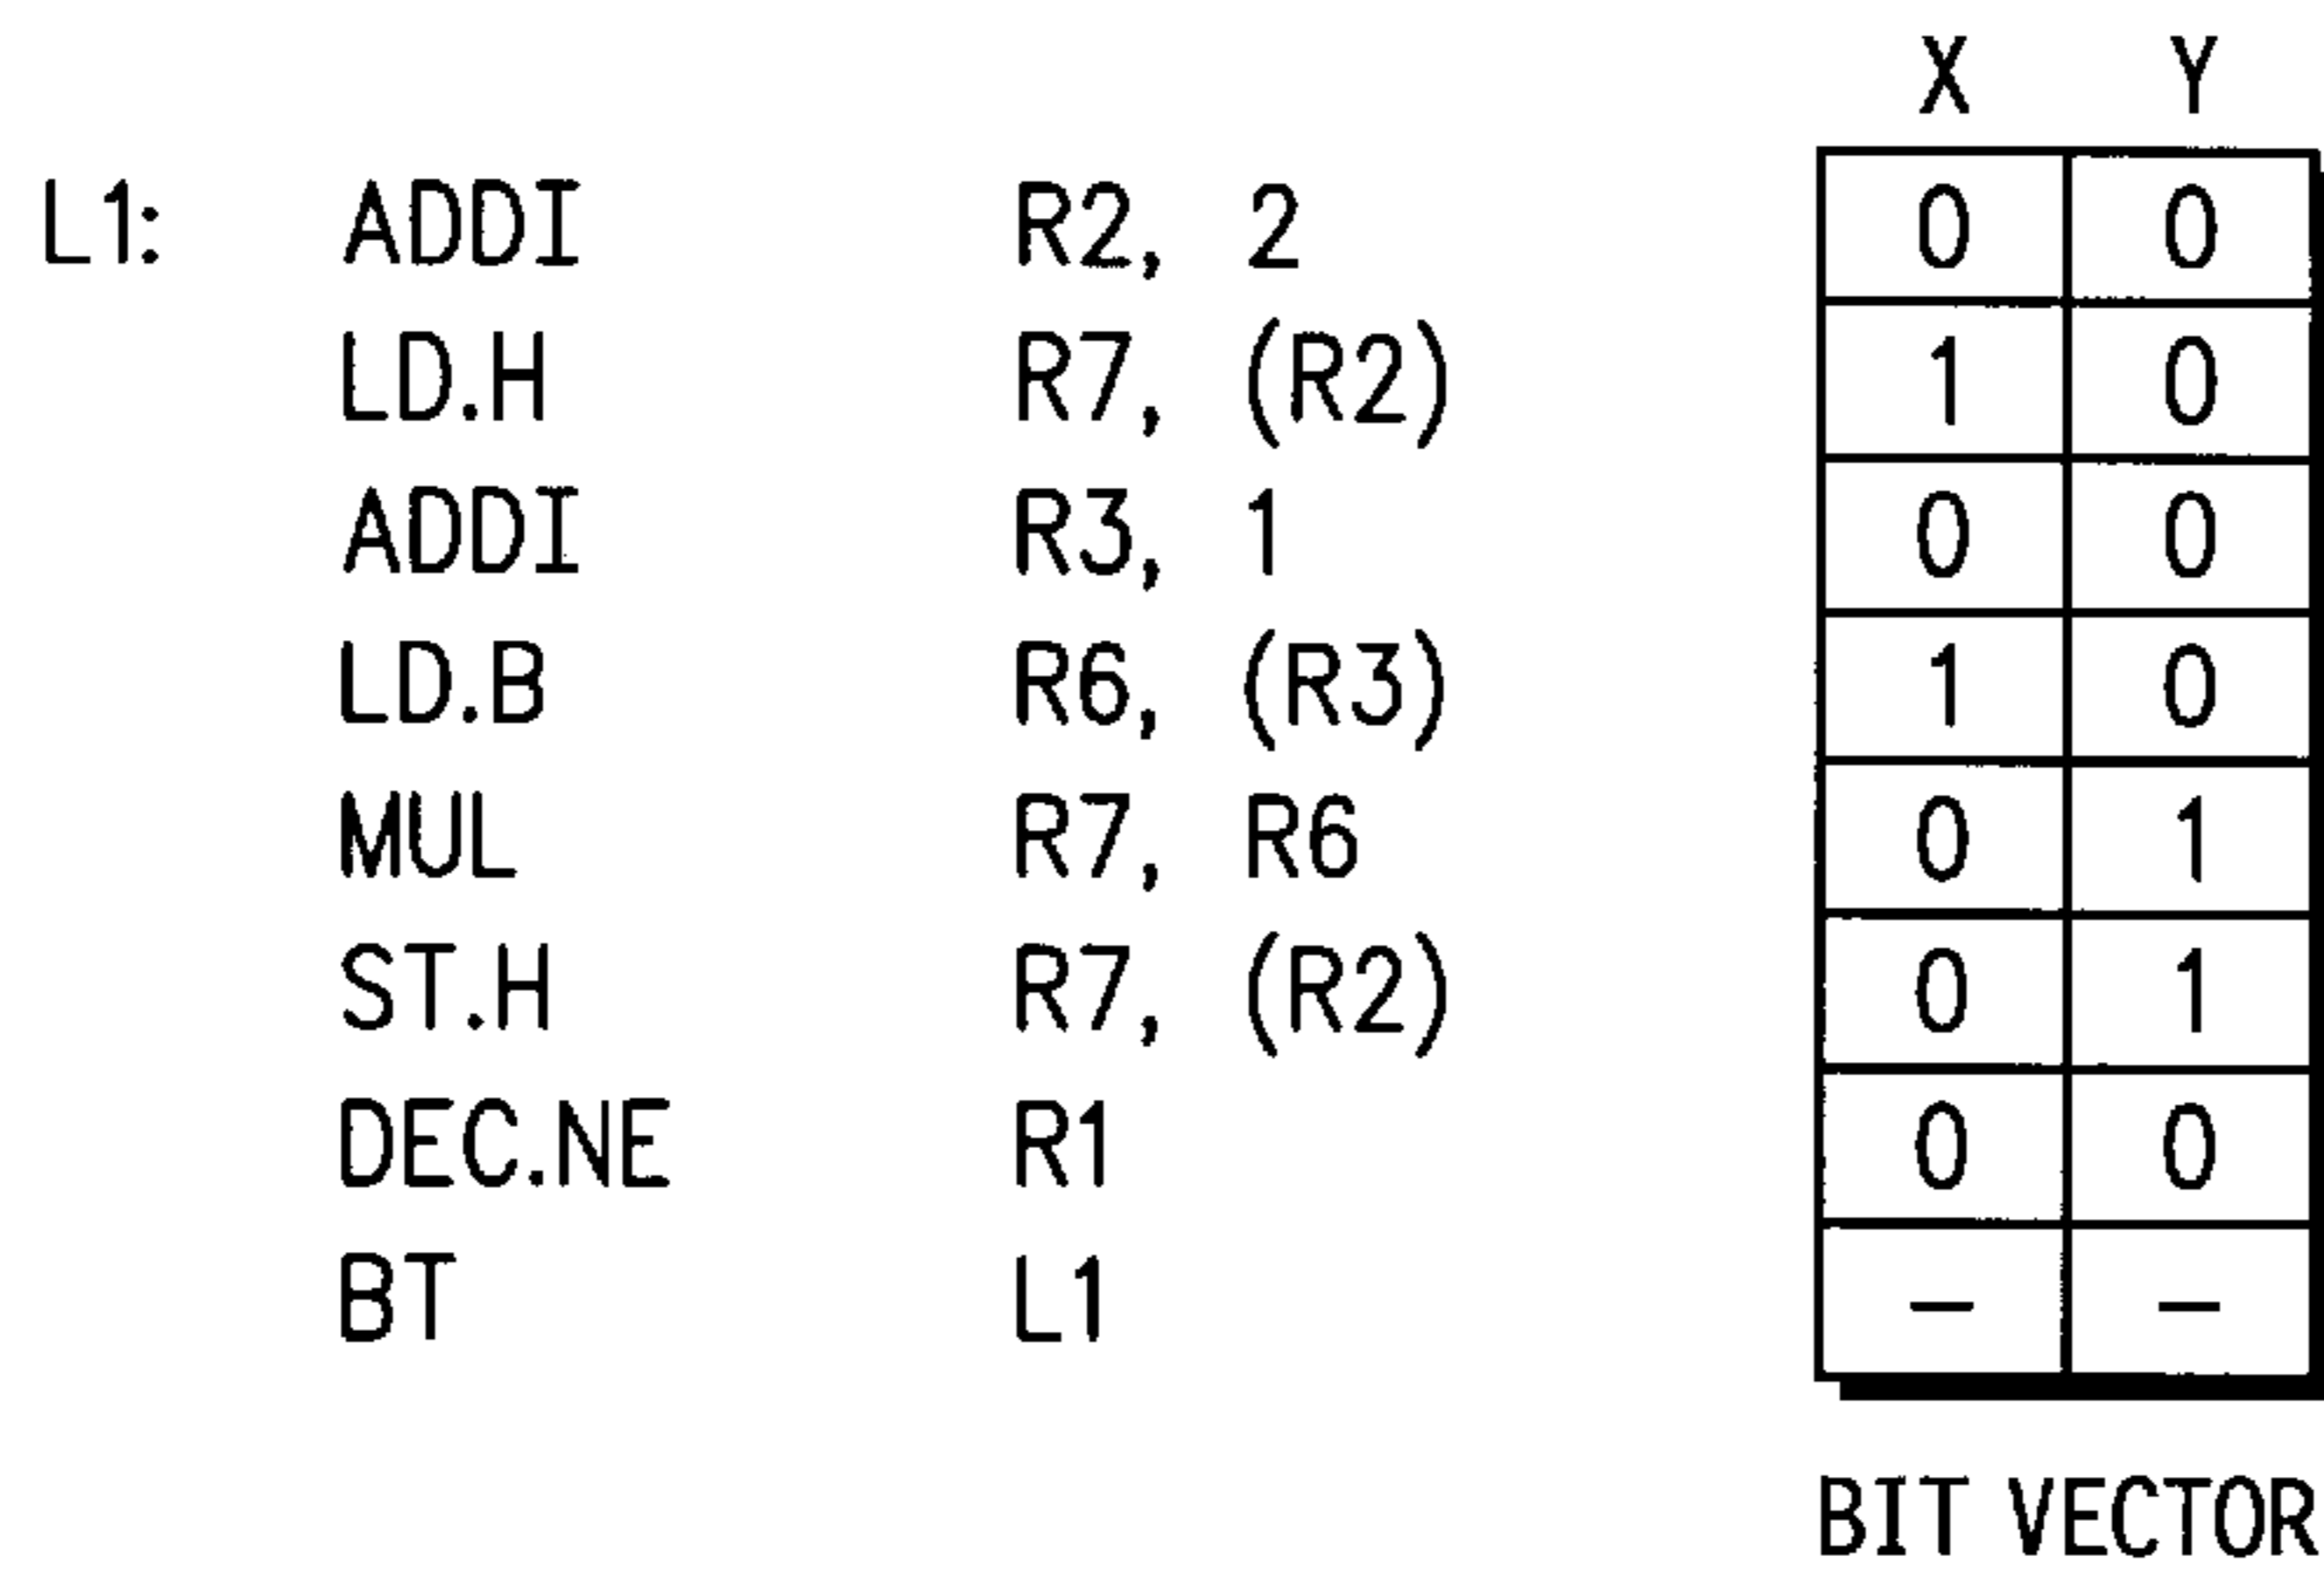 X Y
L1: ADDI R2, 2 0 0
LD.H R7, (R2) 1 0
ADDI R3, 1 0 0
LD.B R6, (R3) 1 0
MUL R7, R6 0 1
ST.H R7, (R2) 0 1
DEC.NE R1 0 0
BT L1 – –
BIT VECTOR